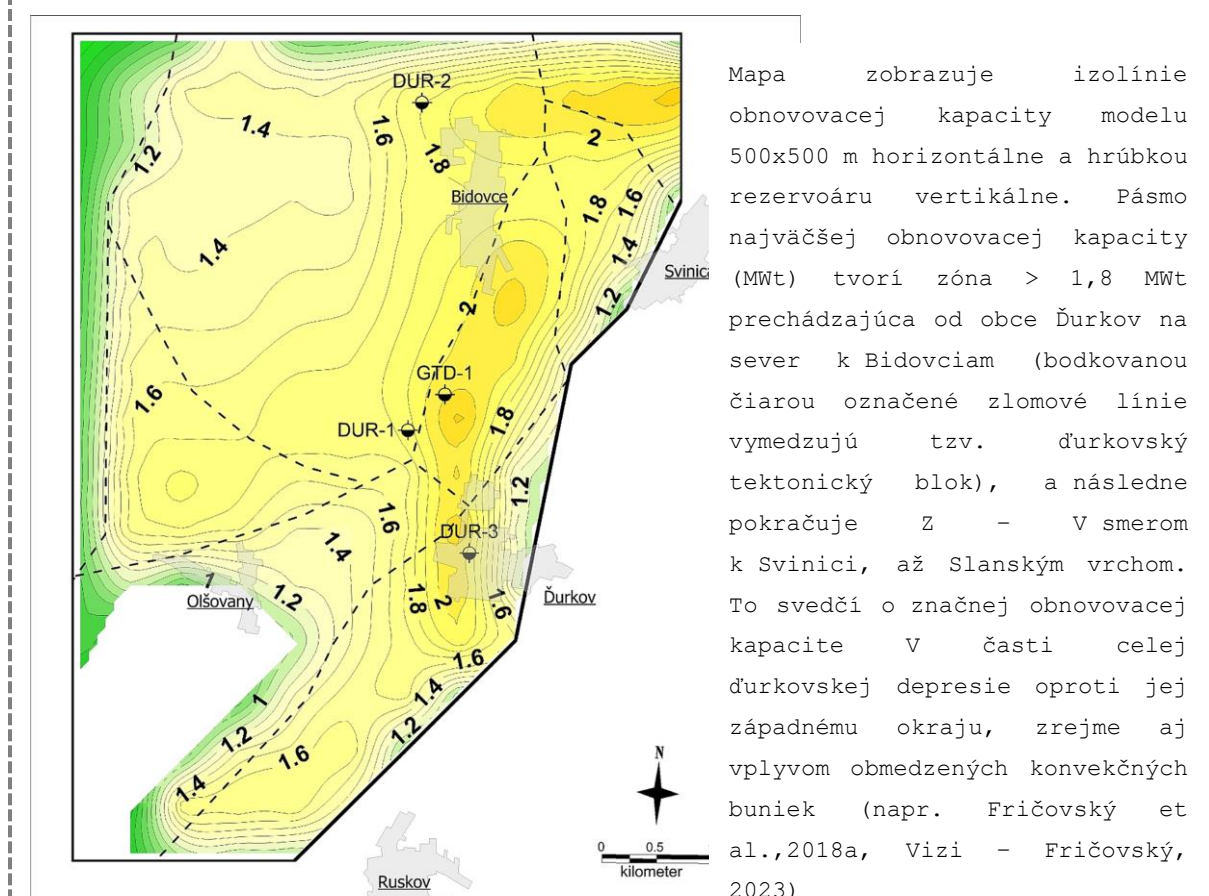 DUR-2
1.4
1.6
1.8
2
1.2
Bidovce
1.8
1.6
1.4
1.4
Svinica
1.2
2
GTD-1
1.6
1.8
DUR-1
1.2
1.6
DUR-3
1.4
1
Olšovany
1.2
1.8
2
1.6
Ďurkov
1.6
1.4
1
1.2
1.2
1.6
1.4
N
0 0.5
kilometer
Ruskov
Mapa zobrazuje izolínie
obnovovacej kapacity modelu
500x500 m horizontálne a hrúbkou
rezervoáru vertikálne. Pásmo
najväčšej obnovovacej kapacity
(MWt) tvorí zóna > 1,8 MWt
prechádzajúca od obce Ďurkov na
sever k Bidovciam (bodkovanou
čiarou označené zlomové línie
vymedzujú tzv. ďurkovský
tektonický blok), a následne
pokračuje Z – V smerom
k Svinici, až Slanským vrchom.
To svedčí o značnej obnovovacej
kapacite V časti celej
ďurkovskej depresie oproti jej
západnému okraju, zrejme aj
vplyvom obmedzených konvekčných
buniek (napr. Fričovský et
al.,2018a, Vizi – Fričovský,
2023)